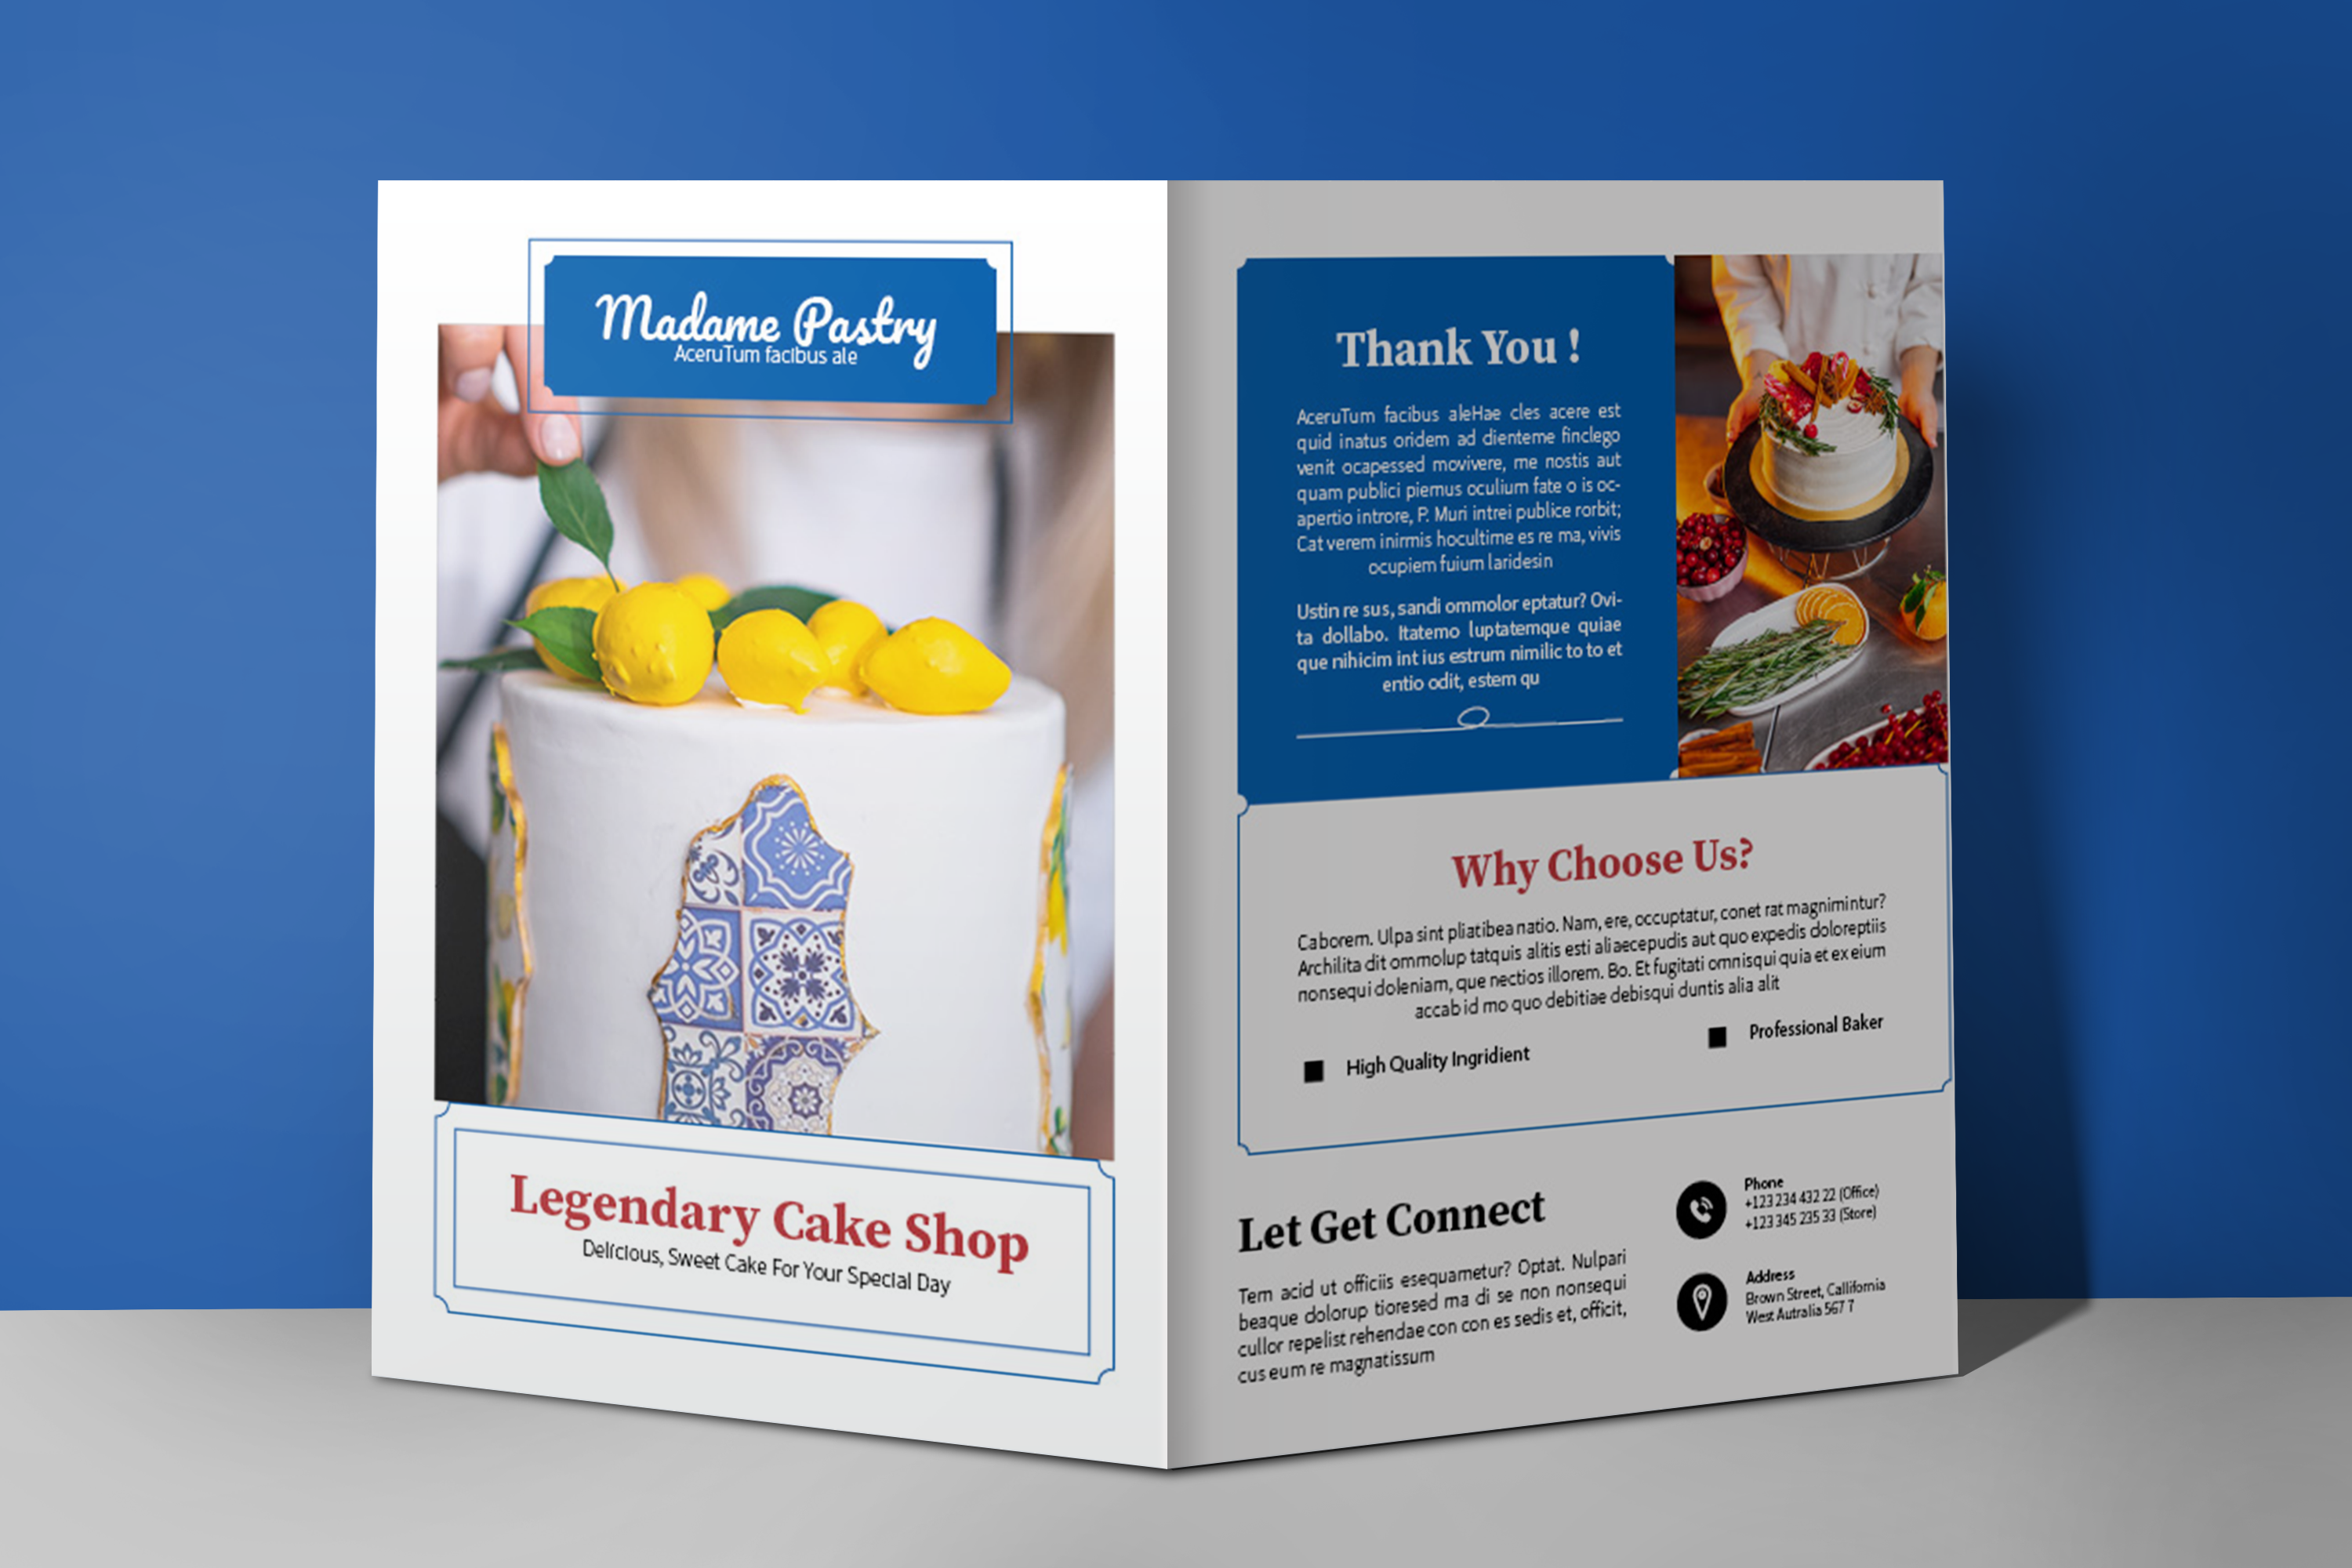 Madame Pastry
AceruTum facibus ale
Legendary Cake Shop
Delicious, Sweet Cake For Your Special Day
Thank You !
AceruTum facibus aleHae cles acere est
quid inatus oridem ad dienteme finclego
venit ocapessed movivere, me nostis aut
quam publici piemus oculium fate o is oc-
apertio introre, P. Muri intrei publice rorbit;
Cat verem inirmis hocultime es re ma, vivis
ocupiem fuium laridesin
Ustin re sus, sandi ommolor eptatur? Ovi-
ta dollabo. Itatemo luptatemque quiae
que nihicim int ius estrum nimilic to to et
entio odit, estem qu
Why Choose Us?
Caborem. Ulpa sint pliatibea natio. Nam, ere, occuptatur, conet rat magnimintur?
Archilita dit ommolup tatquis alitis esti aliaecepudis aut quo expedis doloreptiis
nonsequi doleniam, que nectios illorem. Bo. Et fugitati omnisqui quia et ex eium
accab id mo quo debitiae debisqui duntis alia alit
High Quality Ingridient
Professional Baker
Let Get Connect
Tem acid ut officiis esequametur? Optat. Nulpari
beaque dolorup tioresed ma di se non nonsequi
cullor repelist rehendae con con es sedis et, officit,
cus eum re magnatissum
Phone
+123 234 432 22 (Office)
+123 345 235 33 (Store)
Address
Brown Street, Callifornia
West Autralia 567 7